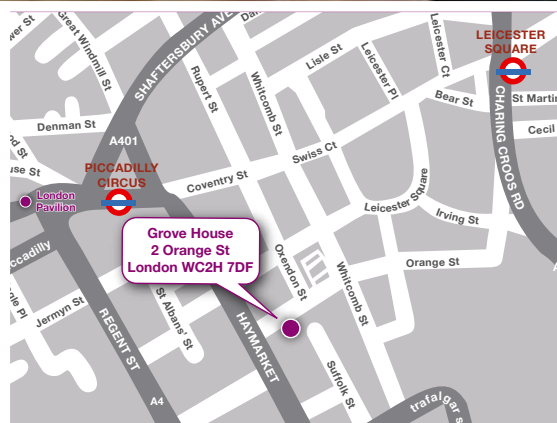 Great Windmill St
SHAFTERSBURY AVE
LEICESTER
SQUARE
Leicester Ct
Lisle St
Leicester Pl
Rupert St
Whitcomb St
Bear St
St Martin
Cecil
CHARING CROOS RD
Denman St
A401
Swiss Ct
PICCADILLY
CIRCUS
Coventry St
London
Pavilion
Leicester Square
Irving St
Grove House
2 Orange St
London WC2H 7DF
Oxendon St
Whitcomb St
Orange St
Jermyn St
St Albans' St
REGENT ST
HAYMARKET
Suffolk St
A4
trafalgar s